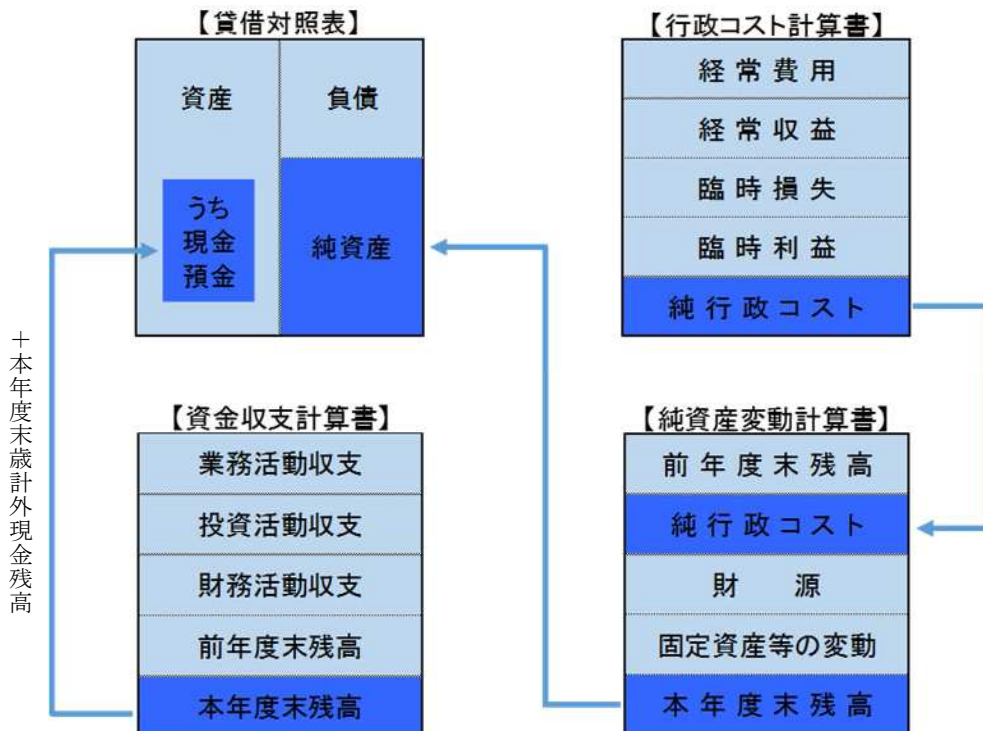 【貸借対照表】
資産
負債
うち
現金
預金
純資産
【行政コスト計算書】
経常費用
経常収益
臨時損失
臨時利益
純行政コスト
＋本年度末歳計外現金残高
【資金収支計算書】
業務活動収支
投資活動収支
財務活動収支
前年度末残高
本年度末残高
【純資産変動計算書】
前年度末残高
純行政コスト
財　源
固定資産等の変動
本年度末残高